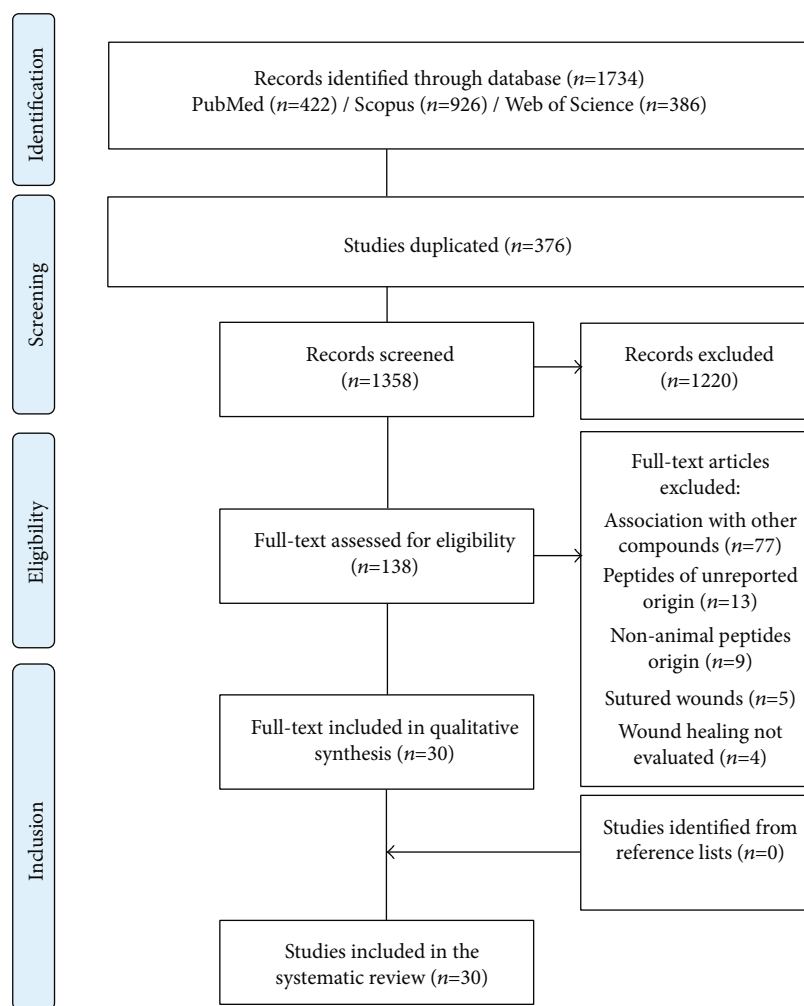 Identification
Records identified through database (n=1734)
PubMed (n=422) / Scopus (n=926) / Web of Science (n=386)
Screening
Studies duplicated (n=376)
Records screened
(n=1358)
Records excluded
(n=1220)
Eligibility
Full-text assessed for eligibility
(n=138)
Full-text articles
excluded:
Association with other
compounds (n=77)
Peptides of unreported
origin (n=13)
Non-animal peptides
origin (n=9)
Sutured wounds (n=5)
Wound healing not
evaluated (n=4)
Inclusion
Full-text included in qualitative
synthesis (n=30)
Studies identified from
reference lists (n=0)
Studies included in the
systematic review (n=30)